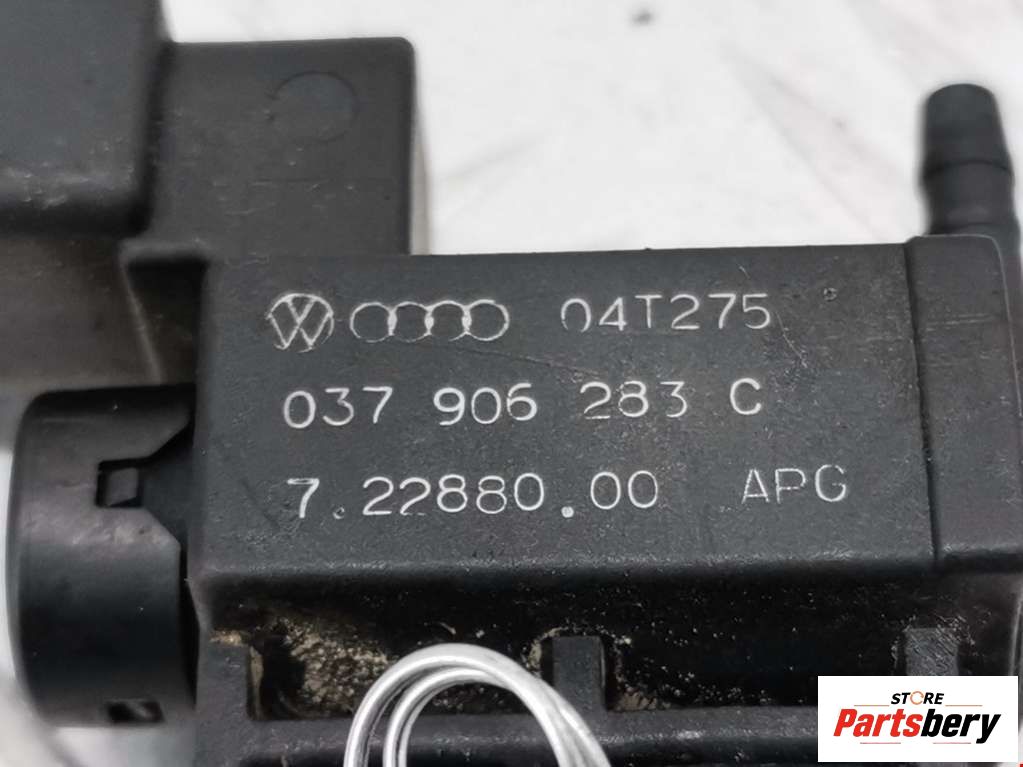 04T275
037 906 283 C
7.22880.00 APG
STORE
Partsbery